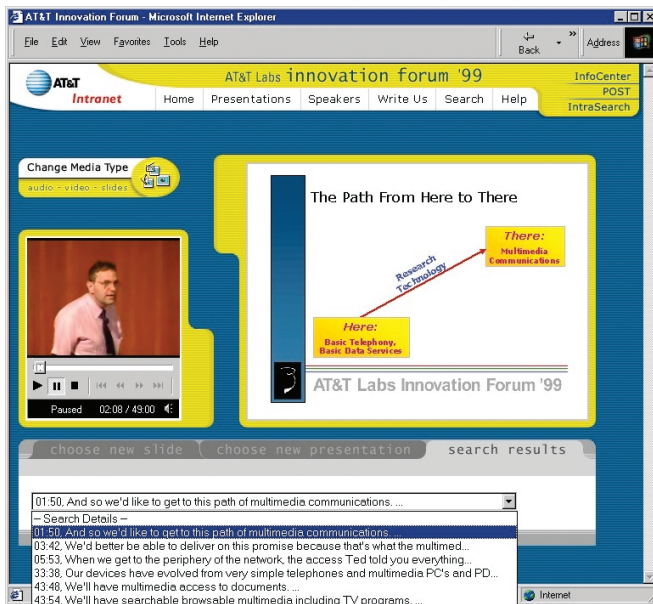 AT&T Innovation Forum - Microsoft Internet Explorer
File Edit View Favorites Tools Help
Back
»
Address
AT&T
Intranet
AT&T Labs innovation forum '99
Home Presentations Speakers Write Us Search Help
InfoCenter
POST
IntraSearch
Change Media Type
audio - video - slides
The Path From Here to There
There:
Multimedia
Communications
Research
Technology
Here:
Basic Telephony,
Basic Data Services
3
AT&T Labs Innovation Forum '99
Paused 02:08 / 49:00
choose new slide choose new presentation search results
01:50, And so we'd like to get to this path of multimedia communications. ...
-- Search Details --
01:50, And so we'd like to get to this path of multimedia communications. ...
03:42, We'd better be able to deliver on this promise because that's what the multimed...
05:53, When we get to the periphery of the network, the access Ted told you everything...
33:38, Our devices have evolved from very simple telephones and multimedia PC's and PD...
43:48, We'll have multimedia access to documents. ...
43:54, We'll have searchable browsable multimedia including TV programs. ...
Internet